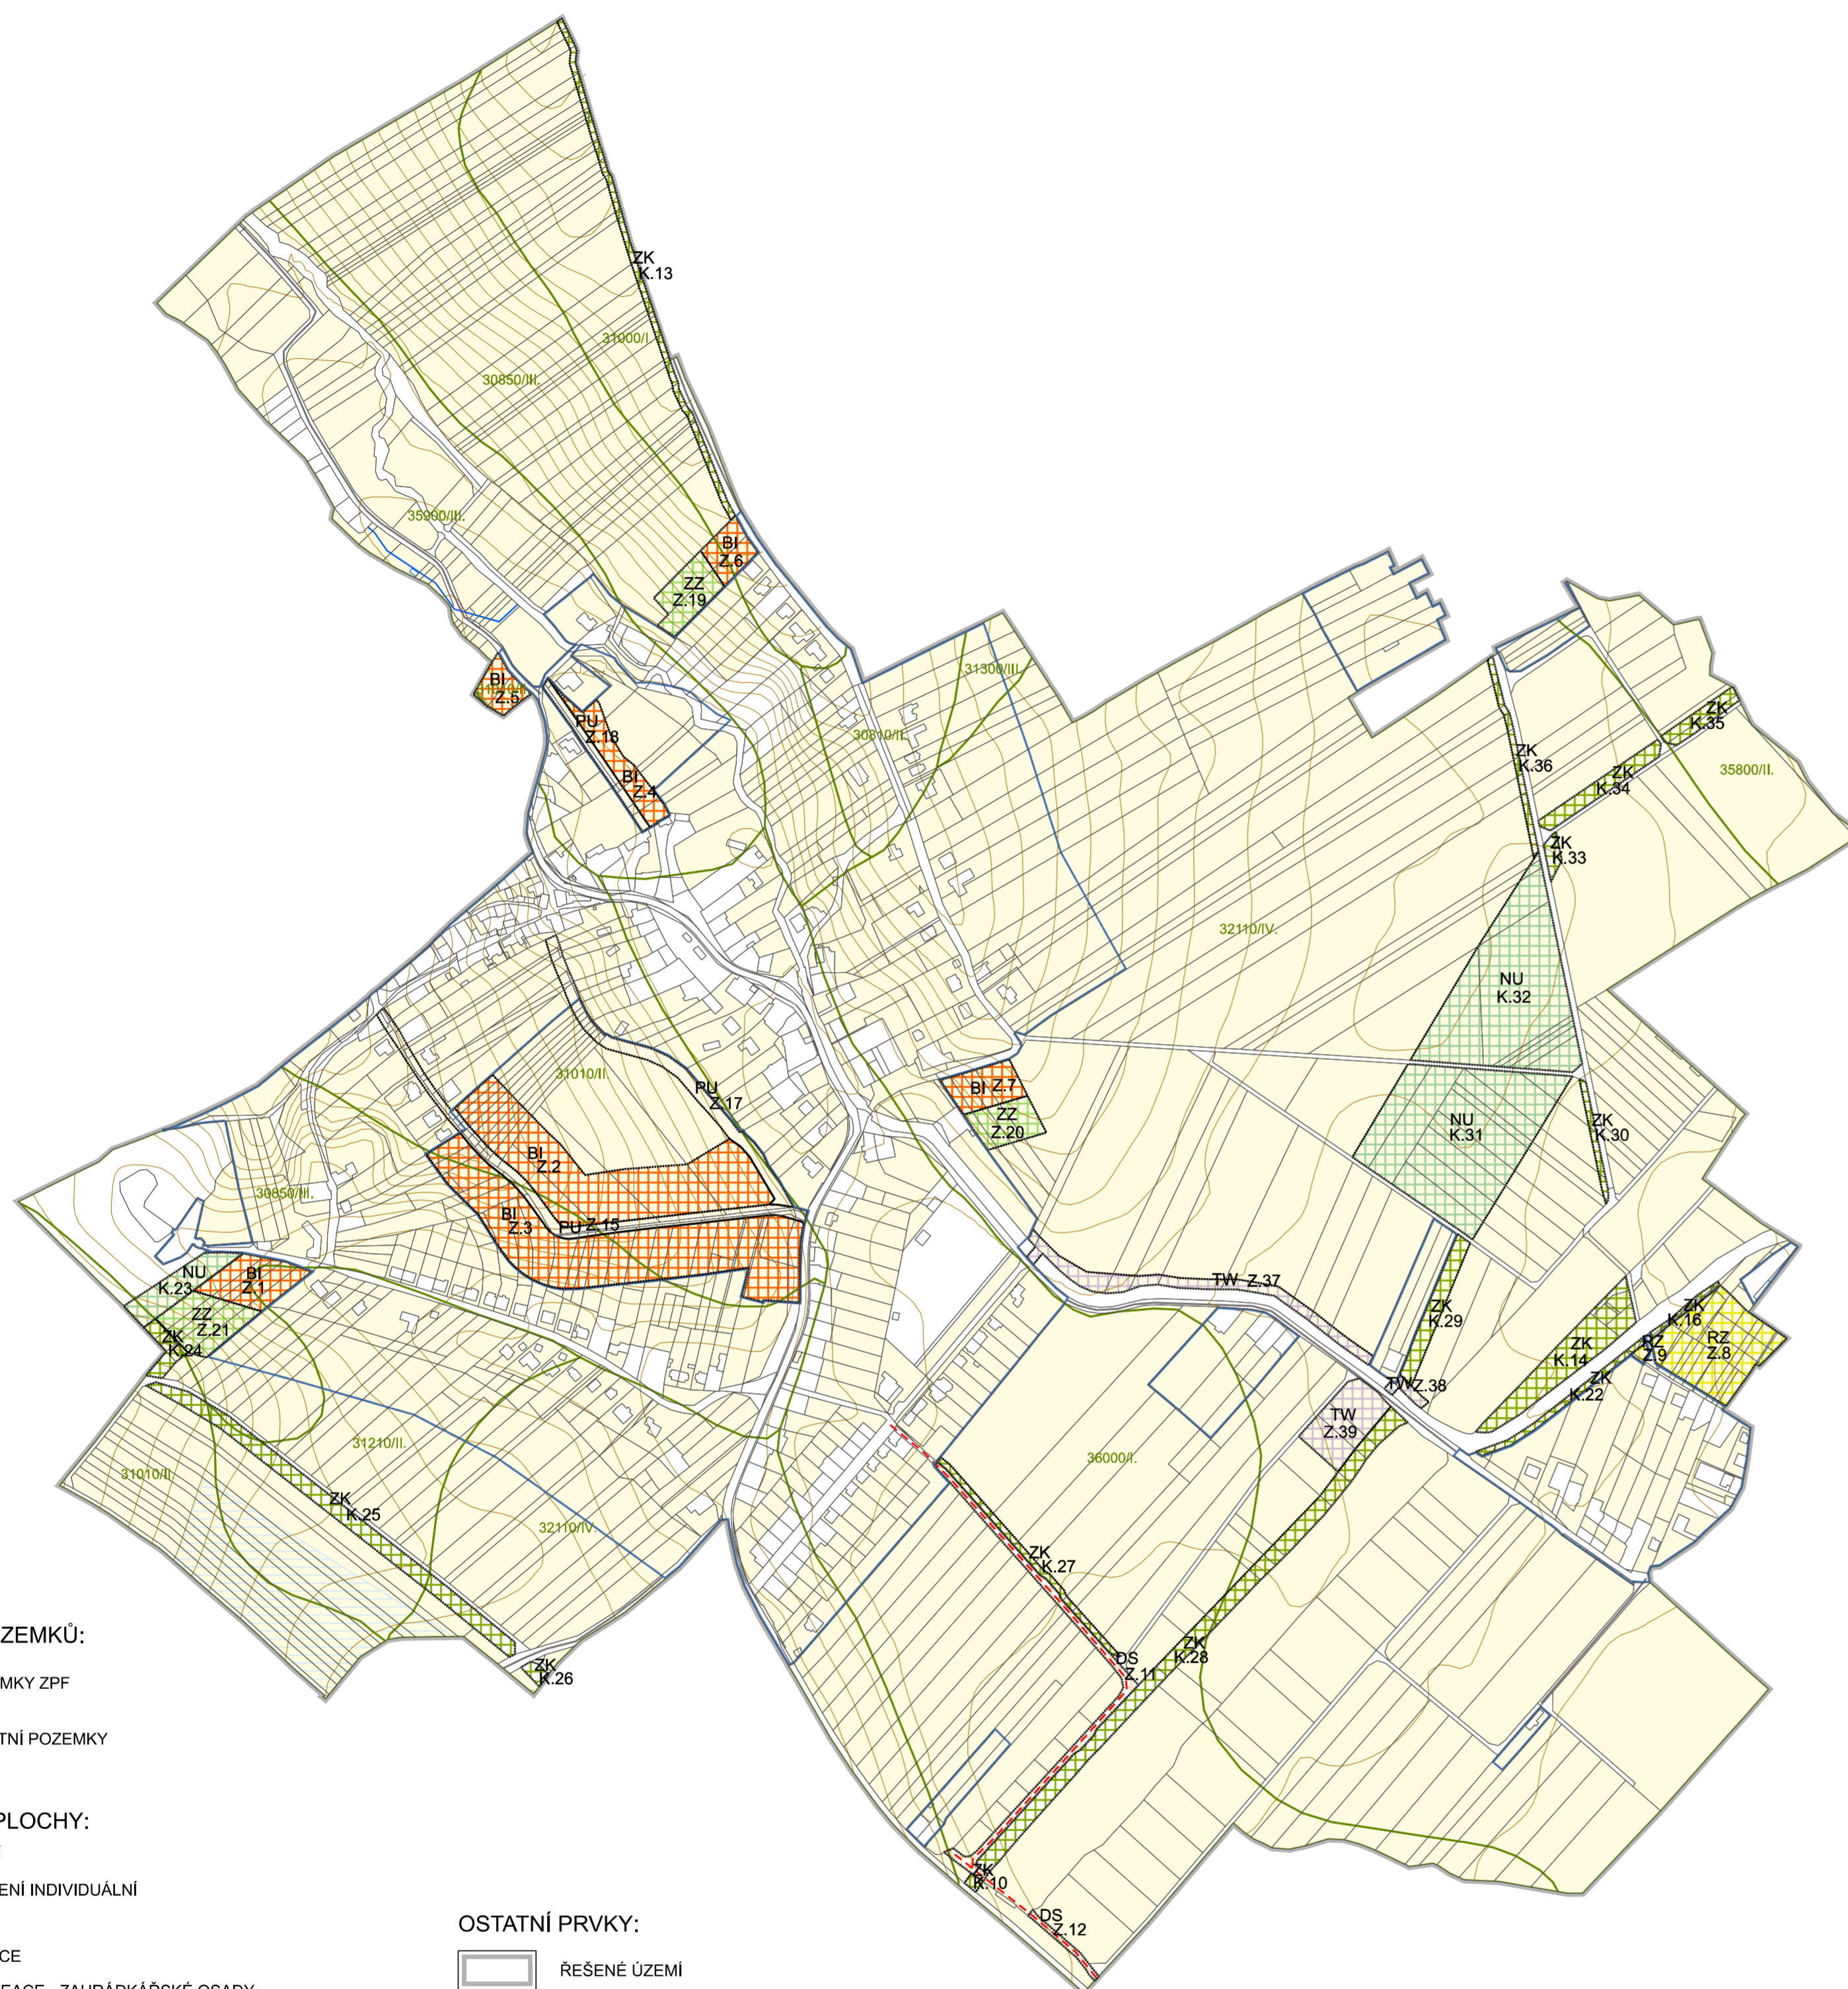 ZK
K.13
31000/I.
30850/III.
35900/III.
BI
Z.6
ZZ
Z.19
BI
Z.5
31300/III.
PU
Z.18
30810/II.
BI
Z.4
ZK
K.35
ZK
K.36
ZK
K.34
35800/II.
ZK
K.33
32110/IV.
NU
K.32
31010/II.
PU
Z.17
BI Z.7
ZZ
Z.20
NU
K.31
ZK
K.30
BI
Z.2
30850/III.
BI
Z.3
PU Z.15
NU
K.23
BI
Z.1
TW Z.37
ZZ
Z.21
ZK
K.24
ZK
K.29
ZK
K.16
RZ
Z.9
RZ
Z.8
ZK
K.14
ZK
K.22
TW Z.38
TW
Z.39
31210/II.
36000/I.
31010/II.
ZK
K.25
32110/IV.
ZK
K.27
ZK
K.28
DS
Z.11
ZK
K.26
ZK
K.10
DS
Z.12
ZEMKŮ:
MKY ZPF
TNÍ POZEMKY
PLOCHY:
ENÍ INDIVIDUÁLNÍ
CE
OSTATNÍ PRVKY:
ŘEŠENÉ ÚZEMÍ